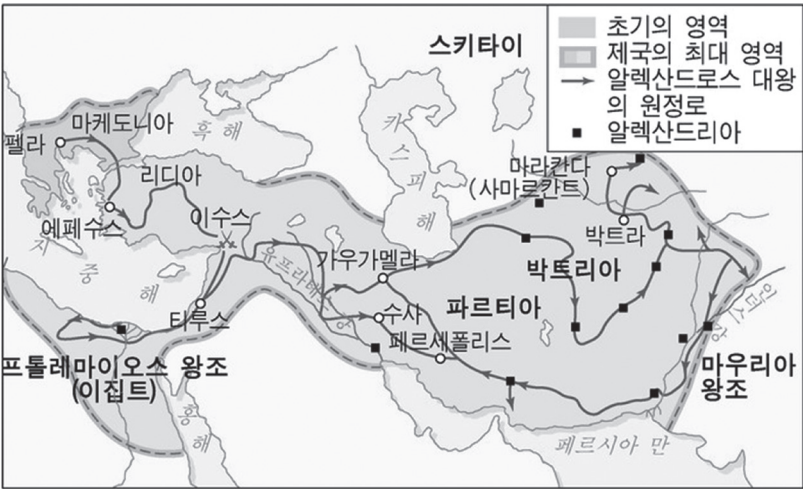 초기의 영역
제국의 최대 영역
알렉산드로스 대왕
의 원정로
알렉산드리아
스키타이
마케도니아
펠라
흑해
카스피해
리디아
에페수스
이수스
지중해
마라칸다
(사마르칸트)
박트라
박트리아
가우가멜라
유프라테스 강
파르티아
수사
페르세폴리스
티루스
인더스 강
프톨레마이오스 왕조
(이집트)
마우리아
왕조
홍해
페르시아 만